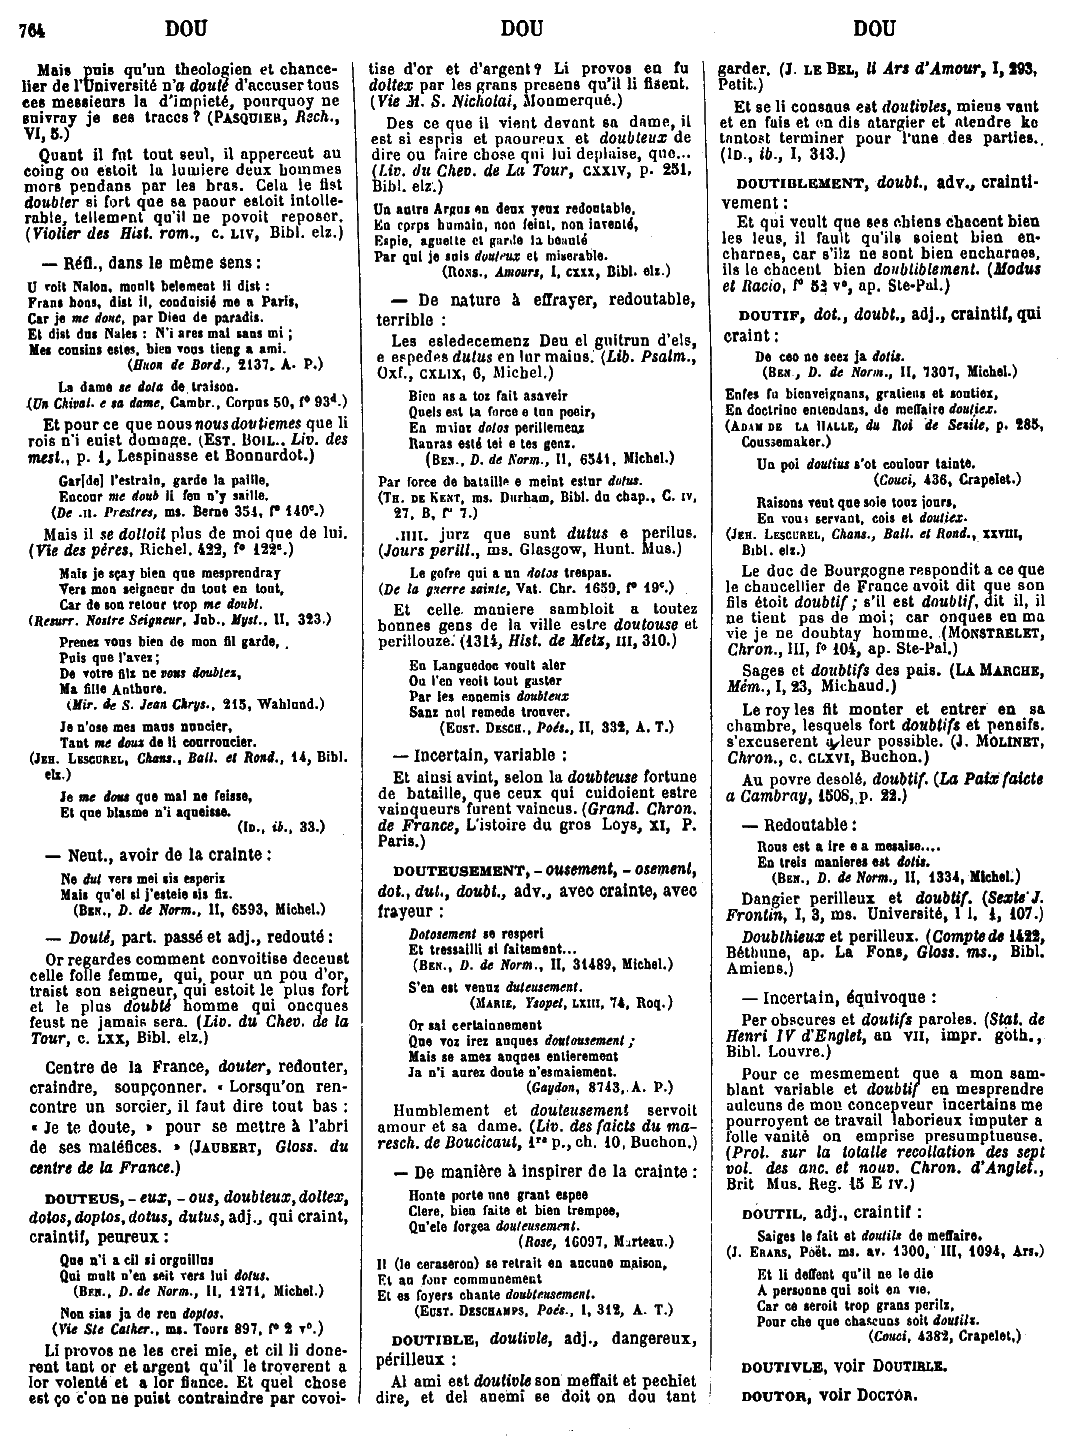 764 DOU DOU DOU
Mais puis qu'un theologien et chance-
lier de l'Université n'a douté d'accuser tous
ces messieurs la d'impieté, pourquoy ne
suivray je ses traces ? (PASQUIER, Rech.,
VI, 5.)
Quant il fut tout seul, il apperceut au
coing ou estoit la lumiere deux hommes
mors pendans par les bras. Cela le fist
doubler si fort que sa paour estoit intolle-
rable, tellement qu'il ne povoit reposer.
(Violier des Hist. rom., c. LIV, Bibl. elz.)
— Réfl., dans le même sens :
U voit Nalon, moult belement li dist :
Frans hons, dist il, conduisié me a Paris,
Car je me donc, par Dieu de paradis.
Et dist dus Nales : N'i ares mal sans mi ;
Mes cousins estes, bien vous tieng a ami.
(Huon de Bord., 2137, A. P.)
La dame se dota de traison.
(Un Chival. e sa dame, Cambr., Corpus 50, f° 93d.)
Et pour ce que nous nous doutiemes que li
rois n'i euist domage. (EST. BOIL., Liv. des
mest., p. 1, Lespinasse et Bonnardot.)
Gar[de] l'estrain, garde la paille,
Encour me doub li feu n'y saille.
(De .II. Prestres, ms. Berne 354, f° 140c.)
Mais il se dottoit plus de moi que de lui.
(Vie des pères, Richel. 422, f° 122c.)
Mais je sçay bien que mesprendray
Vers mon seigneur du tout en tout,
Car de son retour trop me doubt.
(Resurr. Nostre Seigneur, Jub., Myst., II, 323.)
Prenez vous bien de mon fil garde,
Puis que l'avez ;
De votre filz ne vous doubtez,
Ma fille Anthure.
(Mir. de S. Jean Chrys., 215, Wahlund.)
Je n'ose mes maus noncier,
Tant me douz de li courroucier.
(JEH. LESCUREL, Chans., Ball. et Rond., 14, Bibl.
elz.)
Je me dous que mal ne feisse,
Et que blasme n'i aqueisse.
(ID., ib., 33.)
— Neut., avoir de la crainte :
Ne dut vers mei sis esperiz
Mais qu'el si j'esteie sis fiz.
(BEN., D. de Norm., II, 6593, Michel.)
— Douté, part. passé et adj., redouté :
Or regardes comment convoitise deceust
celle folle femme, qui, pour un pou d'or,
traist son seigneur, qui estoit le plus fort
et le plus doubté homme qui oncques
feust ne jamais sera. (Liv. du Chev. de la
Tour, c. LXX, Bibl. elz.)
Centre de la France, douter, redouter,
craindre, soupçonner. « Lorsqu'on ren-
contre un sorcier, il faut dire tout bas :
« Je te doute, » pour se mettre à l'abri
de ses maléfices. » (JAUBERT, Gloss. du
centre de la France.)
DOUTEUS, - eux, - ous, doubteux, doltex,
dotos, doptos, dotus, dutus, adj., qui craint,
craintif, peureux :
Que n'i a cil si orguillus
Qui mult n'en seit vers lui dotus.
(BEN., D. de Norm., II, 1271, Michel.)
Non sias ja de ren doptos.
(Vie Ste Cather., ms. Tours 897, f° 2 v°.)
Li provos ne les crei mie, et cil li done-
rent tant or et argent qu'il le troverent a
lor volenté et a lor fiance. Et quel chose
est ço c'on ne puist contraindre par covoi-
tise d'or et d'argent ? Li provos en fu
doltex par les grans presens qu'il li fisent.
(Vie M. S. Nicholai, Monmerqué.)
Des ce que il vient devant sa dame, il
est si espris et paoureux et doubteux de
dire ou faire chose qui lui deplaise, que...
(Liv. du Chev. de La Tour, CXXIV, p. 251,
Bibl. elz.)
Un autre Argus en deux yeux redontable,
En corps humain, non feint, non inventé,
Espie, aguette et garde la beauté
Par qui je suis douteux et miserable.
(RONS., Amours, I, CXXX, Bibl. elz.)
— De nature à effrayer, redoutable,
terrible :
Les esledecemenz Deu el guitrun d'els,
e espedes dutus en lur mains. (Lib. Psalm.,
Oxf., CXLIX, 6, Michel.)
Bien as a toz fait asaveir
Quels est ta force e ton poeir,
En mainz dotos perillemenz
Ranras esté tei e tes genz.
(BEN., D. de Norm., II, 6541, Michel.)
Par force de bataille e meint estur dutus.
(TH. DE KENT, ms. Durham, Bibl. du chap., C. IV,
27, B, f° 7.)
.IIII. jurz que sunt dutus e perilus.
(Jours perill., ms. Glasgow, Hunt. Mus.)
Le gofre qui a un dotos trespas.
(De la guerre sainte, Vat. Chr. 1659, f° 19c.)
Et celle maniere sambloit a toutez
bonnes gens de la ville estre doutouse et
perillouze. (1314, Hist. de Metz, III, 310.)
En Languedoc voult aler
Ou l'en veoit tout guster
Par les ennemis doubteux
Sanz nul remede trouver.
(EUST. DESCH., Poés., II, 332, A. T.)
— Incertain, variable :
Et ainsi avint, selon la doubteuse fortune
de bataille, que ceux qui cuidoient estre
vainqueurs furent vaincus. (Grand. Chron.
de France, L'istoire du gros Loys, XI, P.
Paris.)
DOUTEUSEMENT, - ousement, - osement,
dot., dut., doubt., adv., avec crainte, avec
frayeur :
Dotosement se resperi
Et tressailli si faitement...
(BEN., D. de Norm., II, 31489, Michel.)
S'en est venuz duteusement.
(MARIE, Ysopet, LXIII, 74, Roq.)
Or sai certainnement
Que voz irez auques doutousement ;
Mais se amez auques entierement
Ja n'i aurez doute n'esmaiement.
(Gaydon, 8743, A. P.)
Humblement et douteusement servoit
amour et sa dame. (Liv. des faicts du ma-
resch. de Boucicaut, 1re p., ch. 10, Buchon.)
— De manière à inspirer de la crainte :
Honte porte une grant espee
Clere, bien faite et bien trempee,
Qu'ele forgea douteusement.
(Rose, 16097, Marteau.)
Il (le ceraseron) se retrait en aucune maison,
Et au four communement
Et es foyers chante doubteusement.
(EUST. DESCHAMPS, Poés., I, 312, A. T.)
DOUTIBLE, doutivle, adj., dangereux,
périlleux :
Al ami est doutivle son meffait et pechiet
dire, et del anemi se doit on dou tant
garder. (J. LE BEL, li Ars d'Amour, I, 293,
Petit.)
Et se li consaus est doutivles, mieus vaut
et en fais et en dis atargier et atendre ke
tantost terminer pour l'une des parties.
(ID., ib., I, 313.)
DOUTIBLEMENT, doubt., adv., crainti-
vement :
Et qui veult que ses chiens chacent bien
les leus, il fault qu'ils soient bien en-
charnes, car s'ilz ne sont bien encharnes,
ils le chacent bien doubliblement. (Modus
et Racio, f° 53 v°, ap. Ste-Pal.)
DOUTIF, dot., doubt., adj., craintif, qui
craint :
De ceo ne seez ja dotis.
(BEN., D. de Norm., II, 7307, Michel.)
Enfes fu bienveignans, gratieus et soutiex,
En doctrine entendans, de meffaire doutiex.
(ADAM DE LA HALLE, du Roi de Sezile, p. 285,
Coussemaker.)
Un poi doutius s'ot coulour tainte.
(Couci, 436, Crapelet.)
Raisons veut que soie touz jours,
En vous servant, cois et doutiex.
(JEH. LESCUREL, Chans., Ball. et Rond., XXVIII,
Bibl. elz.)
Le duc de Bourgogne respondit a ce que
le chancellier de France avoit dit que son
fils étoit doubtif ; s'il est doubtif, dit il, il
ne tient pas de moi ; car onques en ma
vie je ne doubtay homme. (MONSTRELET,
Chron., III, f° 104, ap. Ste-Pal.)
Sages et doubtifs des pais. (LA MARCHE,
Mém., I, 23, Michaud.)
Le roy les fit monter et entrer en sa
chambre, lesquels fort doubtifs et pensifs.
s'excuserent a leur possible. (J. MOLINET,
Chron., c. CLXVI, Buchon.)
Au povre desolé, doubtif. (La Paix faicte
a Cambray, 1508, p. 22.)
— Redoutable :
Rous est a ire e a mesaise....
En treis manieres est dotis.
(BEN., D. de Norm., II, 1334, Michel.)
Dangier perilleux et doubtif. (Sexte J.
Frontin, I, 3, ms. Université, I 1, 4, 107.)
Doubthieux et perilleux. (Compte de 1422,
Béthune, ap. La Fons, Gloss. ms., Bibl.
Amiens.)
— Incertain, équivoque :
Per obscures et doutifs paroles. (Stat. de
Henri IV d'Englet, an VII, impr. goth.,
Bibl. Louvre.)
Pour ce mesmement que a mon sam-
blant variable et doubtif en mesprendre
aulcuns de mon concepveur incertains me
pourroyent ce travail laborieux imputer a
folle vanité ou emprise presumptueuse.
(Prol. sur la totalle recollation des sept
vol. des anc. et nouv. Chron. d'Anglet.,
Brit Mus. Reg. 15 E IV.)
DOUTIL, adj., craintif :
Saiges le fait et doutilz de meffaire.
(J. ERARS, Poët. ms. av. 1300, III, 1094, Ars.)
Et li deffent qu'il ne le die
A personne qui soit en vie,
Car ce seroit trop grans perilz,
Pour che que chascuns soit doutilz.
(Couci, 4382, Crapelet.)
DOUTIVLE, voir DOUTIBLE.
DOUTOR, voir DOCTOR.